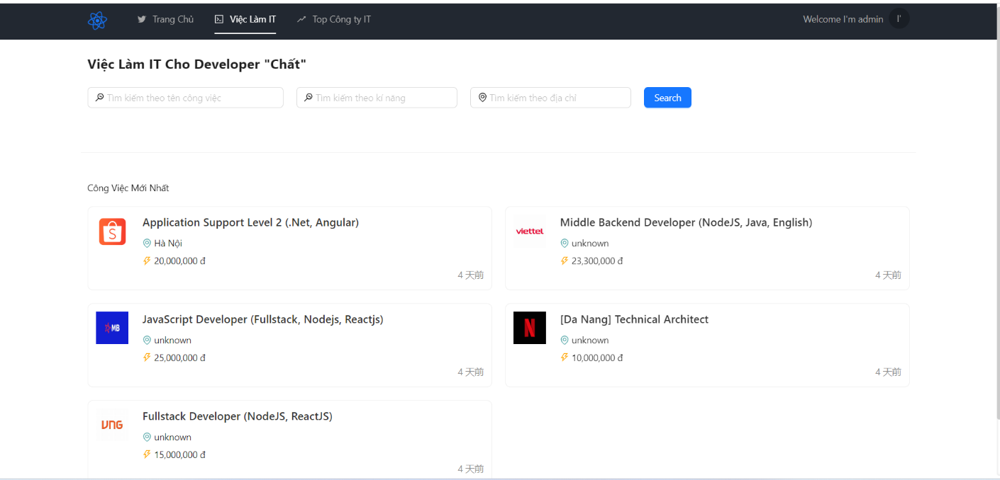 Trang Chủ Việc Làm IT Top Công ty IT Welcome I'm admin I'
Việc Làm IT Cho Developer "Chất"
Tìm kiếm theo tên công việc Tìm kiếm theo kí năng Tìm kiếm theo địa chỉ Search
Công Việc Mới Nhất
S
Application Support Level 2 (.Net, Angular)
Hà Nội
20,000,000 đ
4 天前
viettel
Middle Backend Developer (NodeJS, Java, English)
unknown
23,300,000 đ
4 天前
MB
JavaScript Developer (Fullstack, Nodejs, Reactjs)
unknown
25,000,000 đ
4 天前
N
[Da Nang] Technical Architect
unknown
10,000,000 đ
4 天前
VNG
Fullstack Developer (NodeJS, ReactJS)
unknown
15,000,000 đ
4 天前